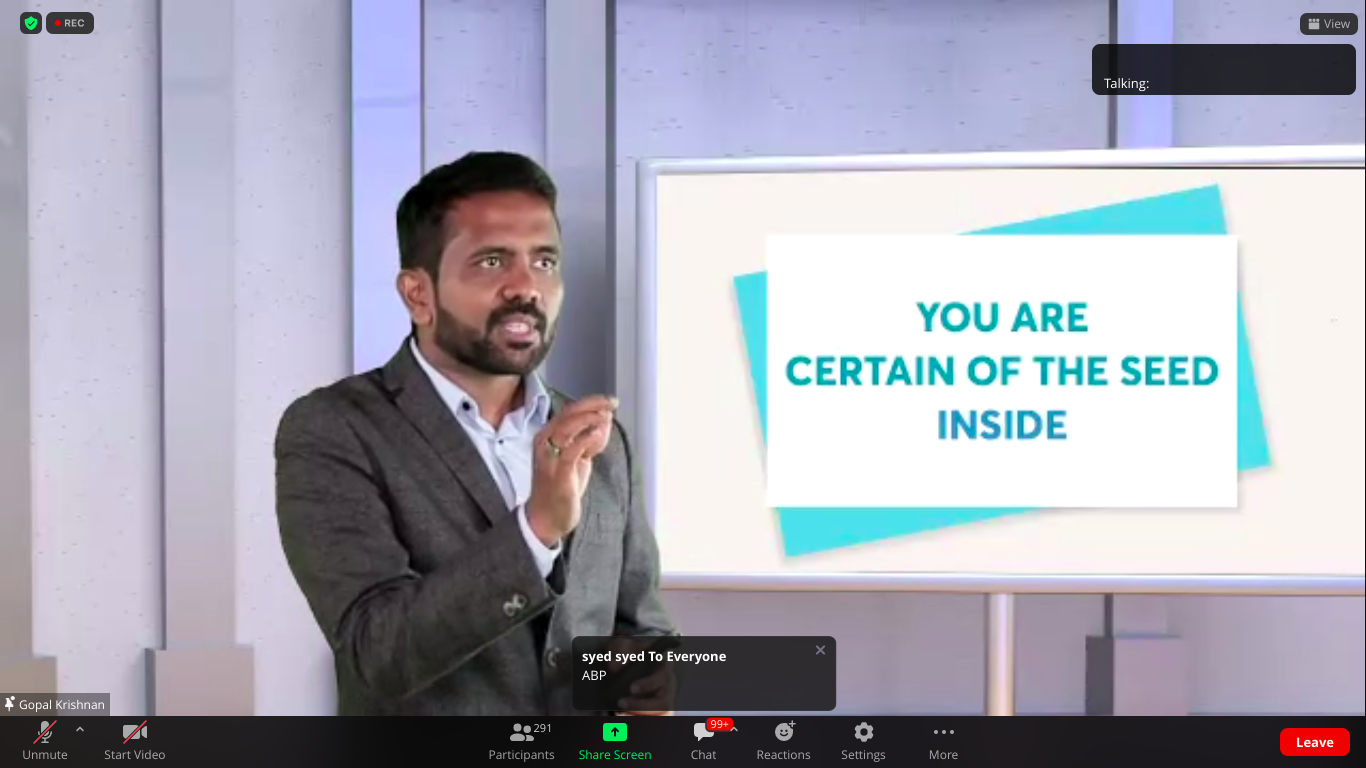 REC
View
Talking:
YOU ARE
CERTAIN OF THE SEED
INSIDE
syed syed To Everyone
ABP
Gopal Krishnan
291
99+
Unmute
Start Video
Participants
Share Screen
Chat
Reactions
Settings
More
Leave